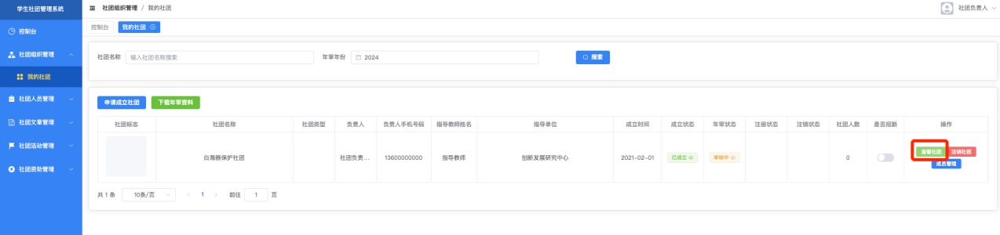 学生社团管理系统
社团组织管理 / 我的社团
社团负责人
控制台
社团组织管理
我的社团
社团人员管理
社团文章管理
社团活动管理
社团资助管理
控制台 我的社团
社团名称 输入社团名称搜索 年审年份 2024 搜索
申请成立社团 下载年审资料
社团标志 社团名称 社团类型 负责人 负责人手机号码 指导教师姓名 指导单位 成立时间 成立状态 年审状态 注册状态 注销状态 社团人数 是否招新 操作
白海豚保护社团 社团负责... 13600000000 指导教师 创新发展研究中心 2021-02-01 已成立 审核中 0 查看社团 注销社团
成员管理
共 1 条 10条/页 1 前往 1 页